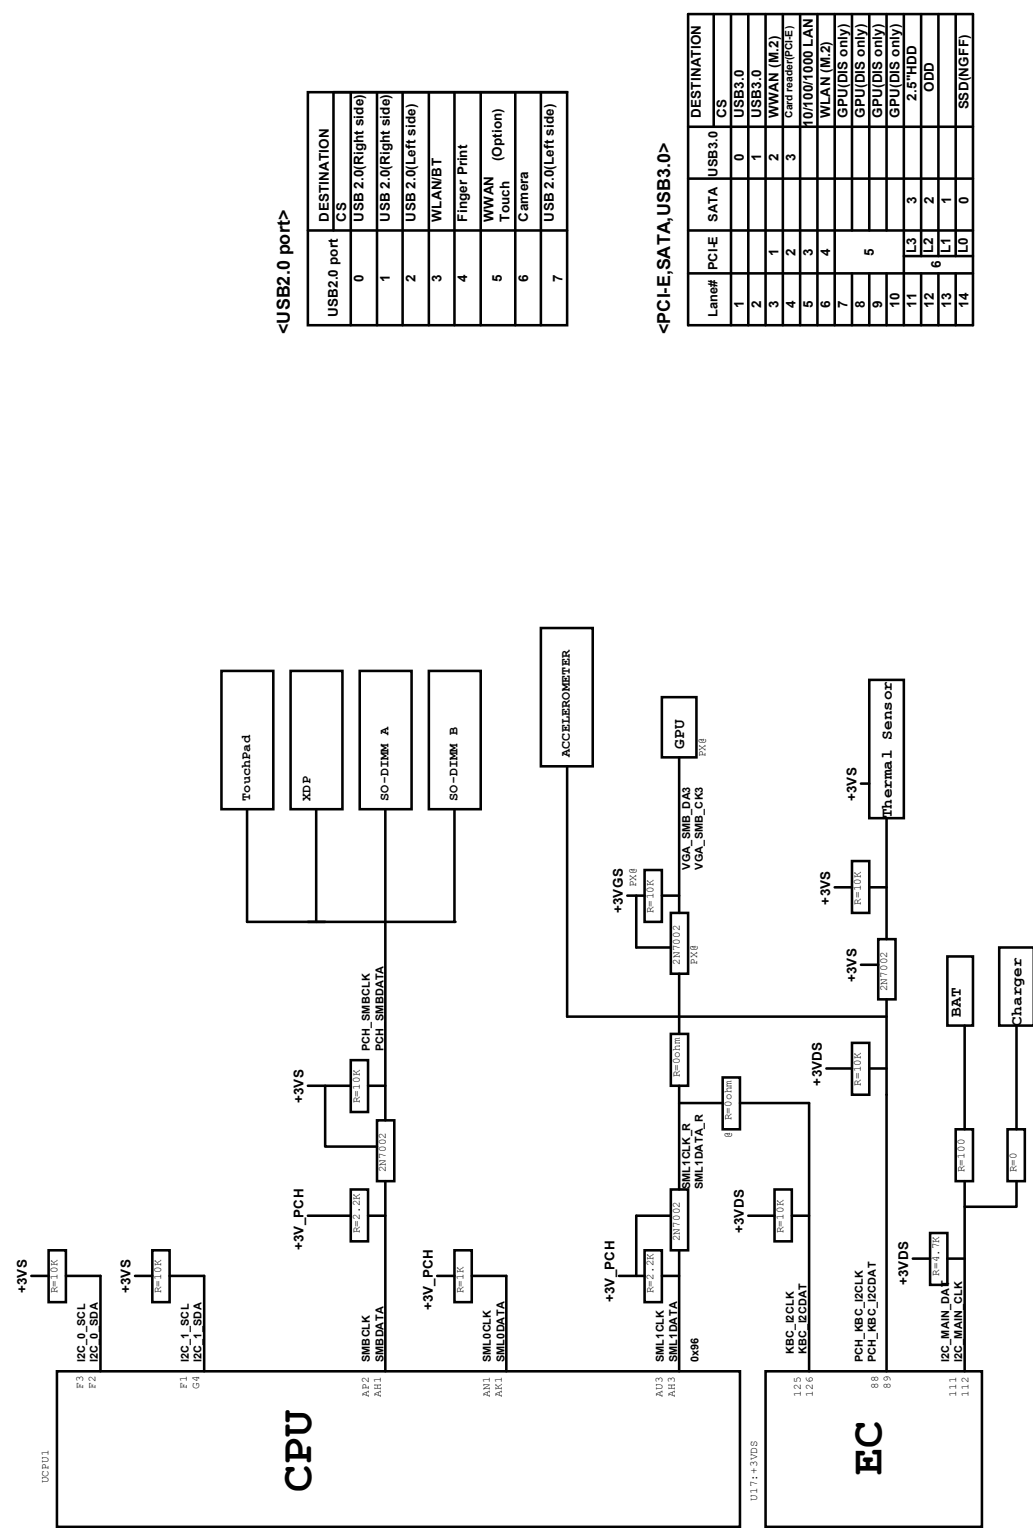 <USB2.0 port>
USB2.0 port DESTINATION
CS
0 USB 2.0(Right side)
1 USB 2.0(Right side)
2 USB 2.0(Left side)
3 WLAN/BT
4 Finger Print
5 WWAN
Touch (Option)
6 Camera
7 USB 2.0(Left side)
<PCI-E,SATA,USB3.0>
Lane# PCI-E SATA USB3.0 DESTINATION
CS
1 0 USB3.0
2 1 USB3.0
3 1 2 WWAN (M.2)
4 2 3 Card reader(PCI-E)
5 3 10/100/1000 LAN
6 4 WLAN (M.2)
7 5 GPU(DIS only)
8 GPU(DIS only)
9 GPU(DIS only)
10 GPU(DIS only)
11 6 L3 3 2.5"HDD
12 L2 2 ODD
13 L1 1
14 L0 0 SSD(NGFF)
UCPU1
CPU
F3
F2
I2C_0_SCL
I2C_0_SDA
+3VS
R=10K
F1
G4
I2C_1_SCL
I2C_1_SDA
+3VS
R=10K
AP2
AH1
SMBCLK
SMBDATA
+3V_PCH
R=2.2K
2N7002
+3VS
R=10K
PCH_SMBCLK
PCH_SMBDATA
TouchPad
XDP
SO-DIMM A
SO-DIMM B
AN1
AK1
SML0CLK
SML0DATA
+3V_PCH
R=1K
AU3
AH3
SML1CLK
SML1DATA
0x96
+3V_PCH
R=2.2K
2N7002
SML1CLK_R
SML1DATA_R
R=0ohm
@
R=0ohm
2N7002
PX@
+3VGS
PX@
R=10K
VGA_SMB_DA3
VGA_SMB_CK3
GPU
PX@
ACCELEROMETER
U17:+3VDS
EC
125
126
KBC_I2CLK
KBC_I2CDAT
+3VDS
R=10K
88
89
PCH_KBC_I2CLK
PCH_KBC_I2CDAT
+3VDS
R=10K
+3VS
2N7002
+3VS
R=10K
+3VS
Thermal Sensor
111
112
I2C_MAIN_DAT
I2C_MAIN_CLK
+3VDS
R=4.7K
R=100
BAT
R=0
Charger